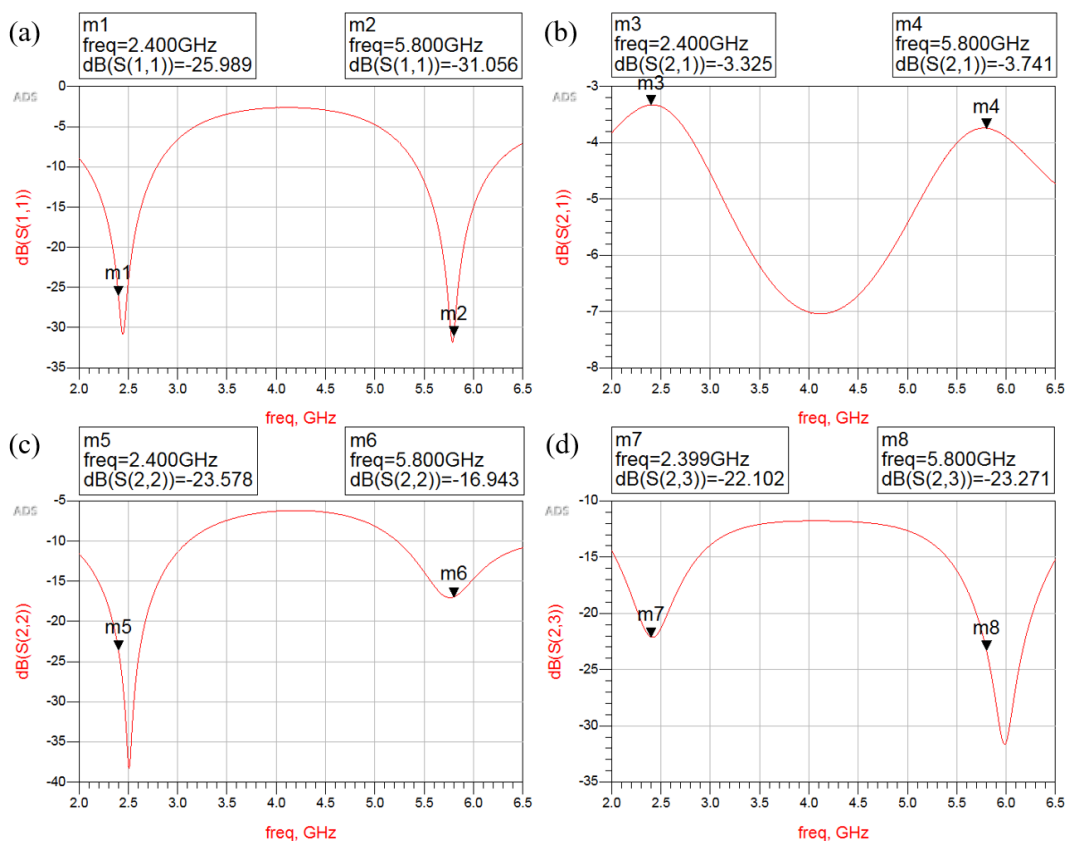 (a)
m1
freq=2.400GHz
dB(S(1,1))=-25.989
m2
freq=5.800GHz
dB(S(1,1))=-31.056
ADS
0
-5
-10
-15
-20
-25
-30
-35
dB(S(1,1))
m1
m2
2.0 2.5 3.0 3.5 4.0 4.5 5.0 5.5 6.0 6.5
freq, GHz
(b)
m3
freq=2.400GHz
dB(S(2,1))=-3.325
m4
freq=5.800GHz
dB(S(2,1))=-3.741
ADS
-3
-4
-5
-6
-7
-8
dB(S(2,1))
m3
m4
2.0 2.5 3.0 3.5 4.0 4.5 5.0 5.5 6.0 6.5
freq, GHz
(c)
m5
freq=2.400GHz
dB(S(2,2))=-23.578
m6
freq=5.800GHz
dB(S(2,2))=-16.943
ADS
-5
-10
-15
-20
-25
-30
-35
-40
dB(S(2,2))
m5
m6
2.0 2.5 3.0 3.5 4.0 4.5 5.0 5.5 6.0 6.5
freq, GHz
(d)
m7
freq=2.399GHz
dB(S(2,3))=-22.102
m8
freq=5.800GHz
dB(S(2,3))=-23.271
ADS
-10
-15
-20
-25
-30
-35
dB(S(2,3))
m7
m8
2.0 2.5 3.0 3.5 4.0 4.5 5.0 5.5 6.0 6.5
freq, GHz